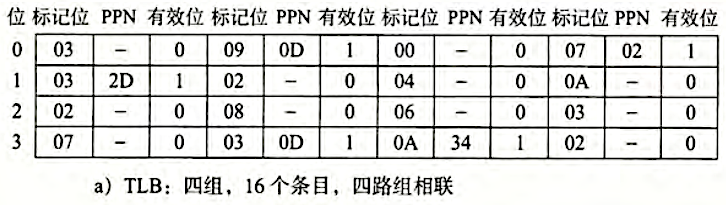 位 标记位 PPN 有效位 标记位 PPN 有效位 标记位 PPN 有效位 标记位 PPN 有效位
0 03 – 0 09 0D 1 00 – 0 07 02 1
1 03 2D 1 02 – 0 04 – 0 0A – 0
2 02 – 0 08 – 0 06 – 0 03 – 0
3 07 – 0 03 0D 1 0A 34 1 02 – 0
a）TLB：四组，16个条目，四路组相联